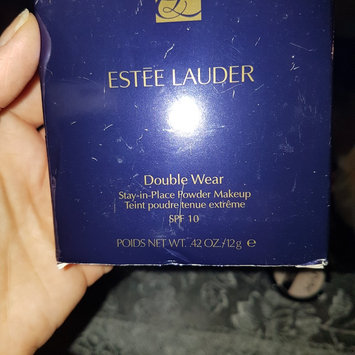 ESTĒE LAUDER
Double Wear
Stay-in-Place Powder Makeup
Teint poudre tenue extrême
SPF 10
POIDS NET WT. .42 OZ./12g e